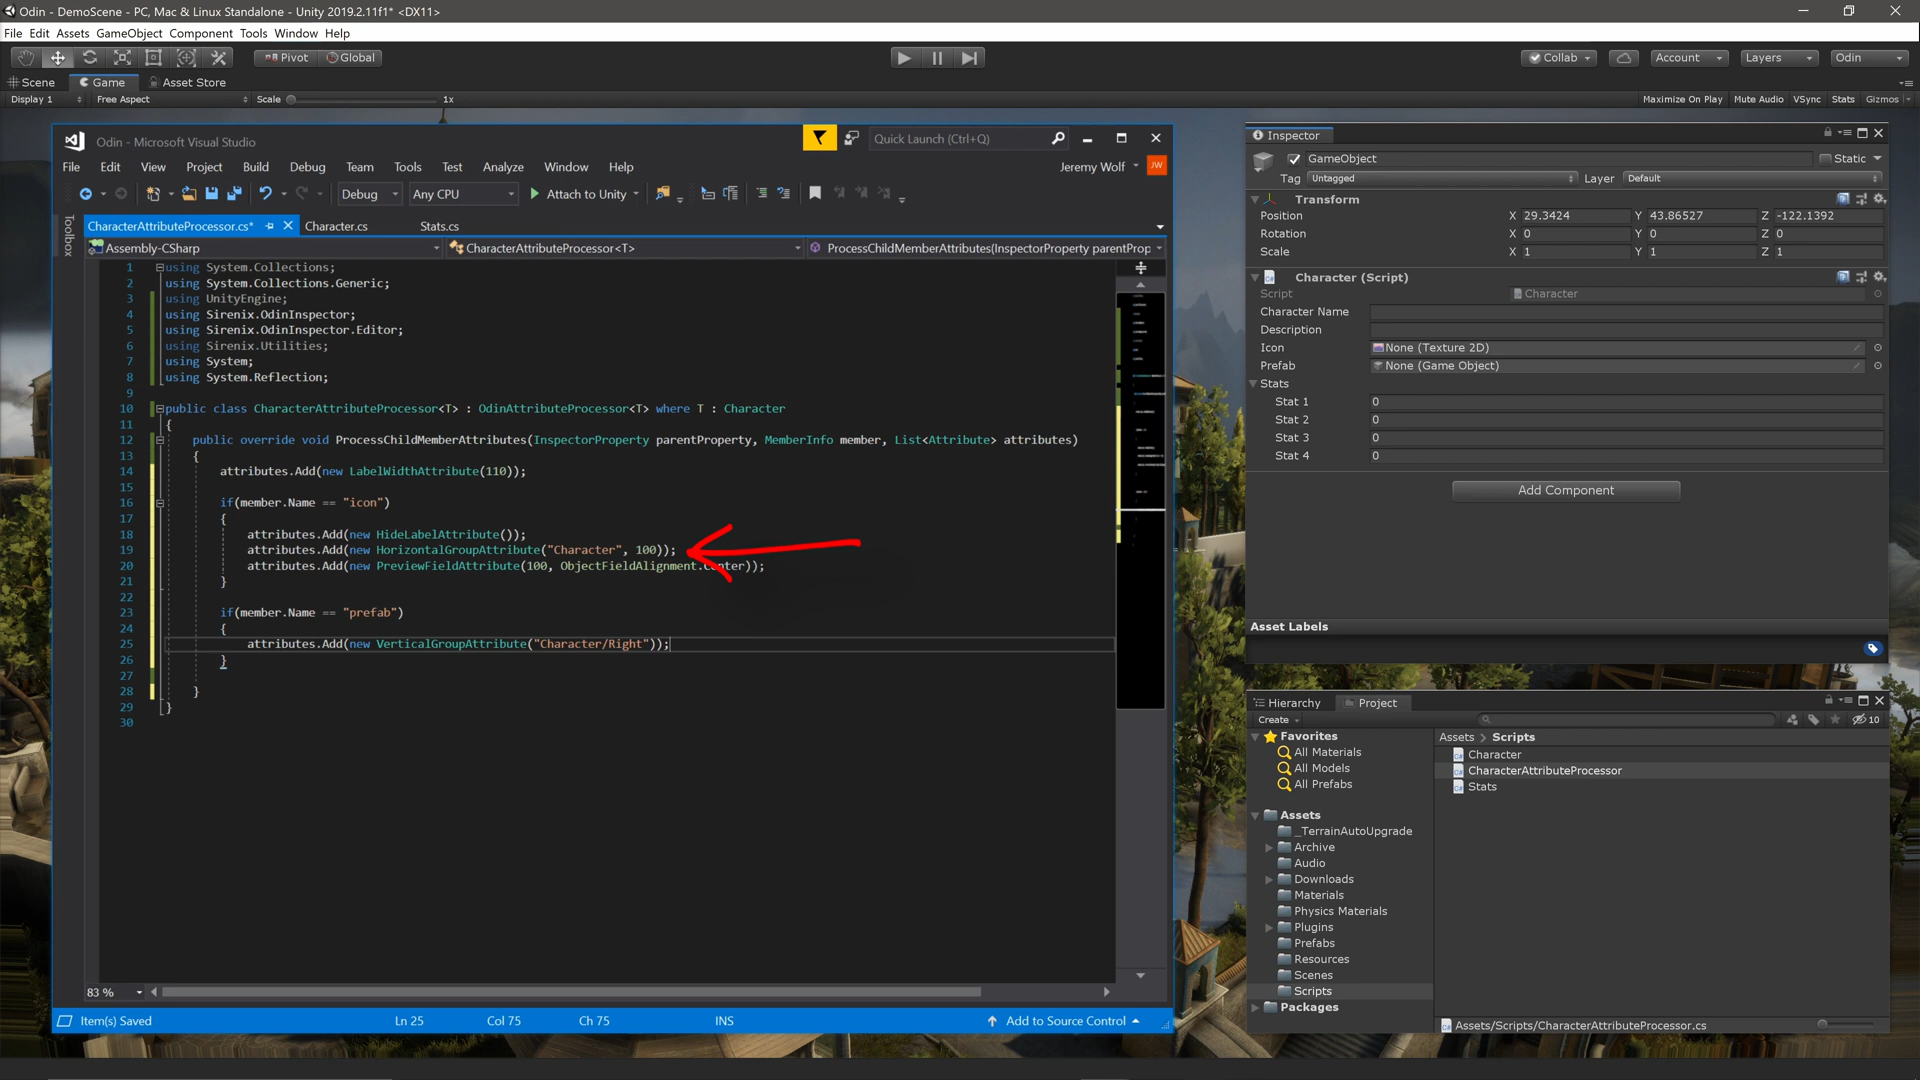 Odin - DemoScene - PC, Mac & Linux Standalone - Unity 2019.2.11f1* <DX11>
File Edit Assets GameObject Component Tools Window Help
Pivot Global
Collab Account Layers Odin
Scene Game Asset Store
Display 1 Free Aspect Scale 1x
Maximize On Play Mute Audio VSync Stats Gizmos
Odin - Microsoft Visual Studio
Quick Launch (Ctrl+Q)
File Edit View Project Build Debug Team Tools Test Analyze Window Help
Jeremy Wolf JW
Debug Any CPU Attach to Unity
Toolbox
CharacterAttributeProcessor.cs* Character.cs Stats.cs
Assembly-CSharp CharacterAttributeProcessor<T> ProcessChildMemberAttributes(InspectorProperty parentProp
1 using System.Collections;
2 using System.Collections.Generic;
3 using UnityEngine;
4 using Sirenix.OdinInspector;
5 using Sirenix.OdinInspector.Editor;
6 using Sirenix.Utilities;
7 using System;
8 using System.Reflection;
9
10 public class CharacterAttributeProcessor<T> : OdinAttributeProcessor<T> where T : Character
11 {
12 public override void ProcessChildMemberAttributes(InspectorProperty parentProperty, MemberInfo member, List<Attribute> attributes)
13 {
14 attributes.Add(new LabelWidthAttribute(110));
15
16 if(member.Name == "icon")
17 {
18 attributes.Add(new HideLabelAttribute());
19 attributes.Add(new HorizontalGroupAttribute("Character", 100));
20 attributes.Add(new PreviewFieldAttribute(100, ObjectFieldAlignment.Center));
21 }
22
23 if(member.Name == "prefab")
24 {
25 attributes.Add(new VerticalGroupAttribute("Character/Right"));
26 }
27
28 }
29 }
30
83 %
Item(s) Saved Ln 25 Col 75 Ch 75 INS Add to Source Control
Inspector
GameObject Static
Tag Untagged Layer Default
Transform
Position X 29.3424 Y 43.86527 Z -122.1392
Rotation X 0 Y 0 Z 0
Scale X 1 Y 1 Z 1
Character (Script)
Script Character
Character Name
Description
Icon None (Texture 2D)
Prefab None (Game Object)
Stats
Stat 1 0
Stat 2 0
Stat 3 0
Stat 4 0
Add Component
Asset Labels
Hierarchy Project
Create 10
Favorites
All Materials
All Models
All Prefabs
Assets
_TerrainAutoUpgrade
Archive
Audio
Downloads
Materials
Physics Materials
Plugins
Prefabs
Resources
Scenes
Scripts
Packages
Assets > Scripts
Character
CharacterAttributeProcessor
Stats
Assets/Scripts/CharacterAttributeProcessor.cs